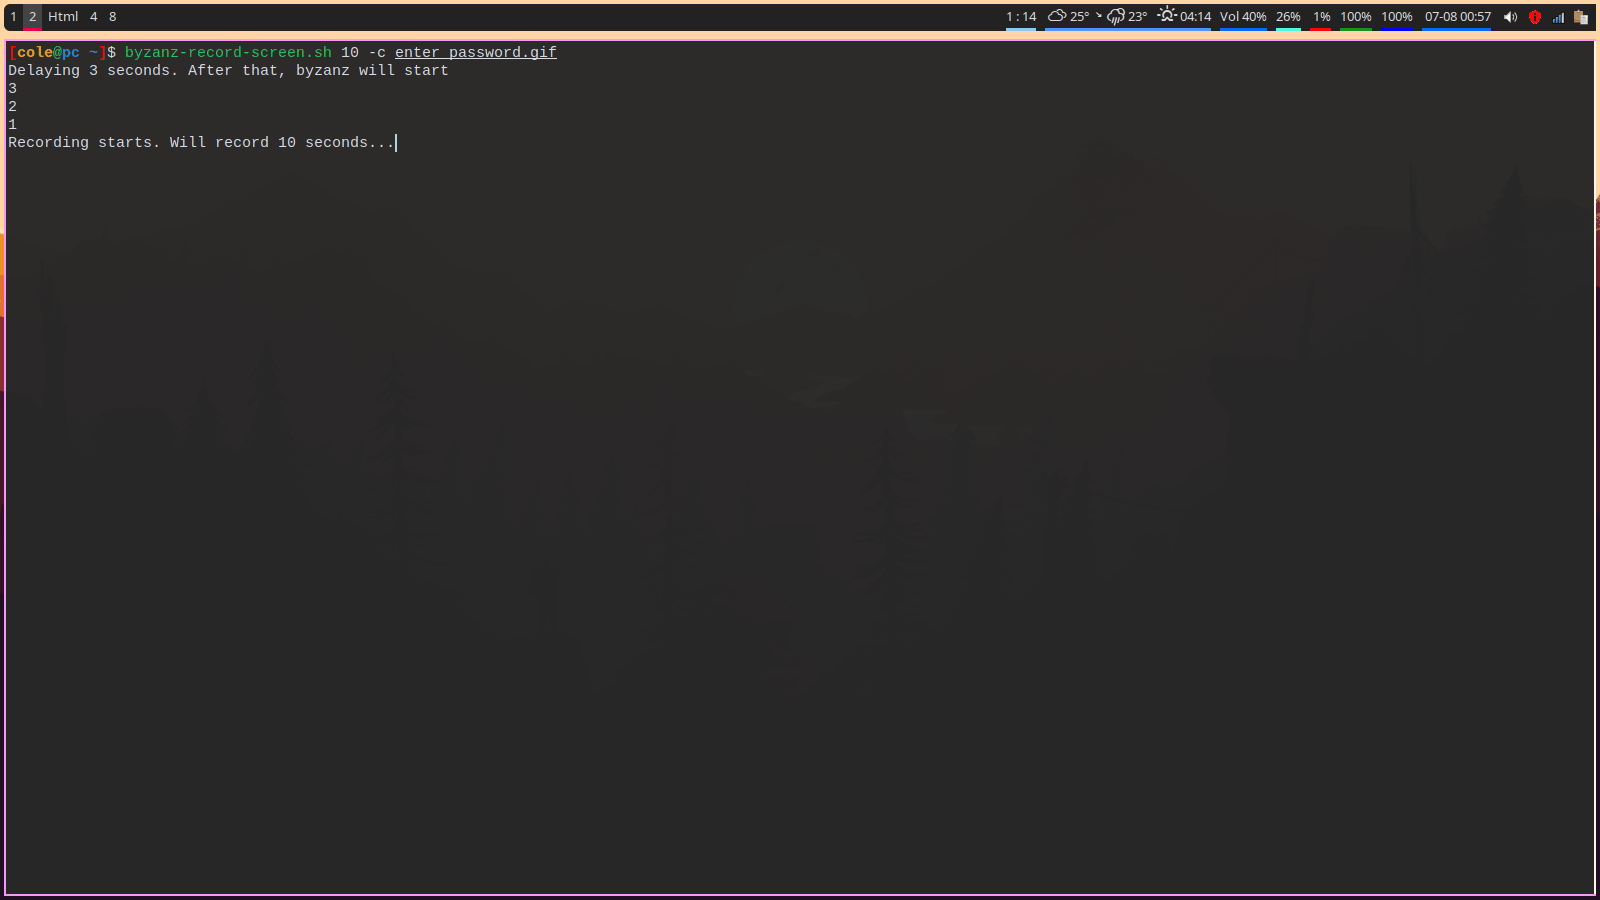 1 2 Html 4 8 1 : 14 25° 23° 04:14 Vol 40% 26% 1% 100% 100% 07-08 00:57
[cole@pc ~]$ byzanz-record-screen.sh 10 -c enter_password.gif
Delaying 3 seconds. After that, byzanz will start
3
2
1
Recording starts. Will record 10 seconds...